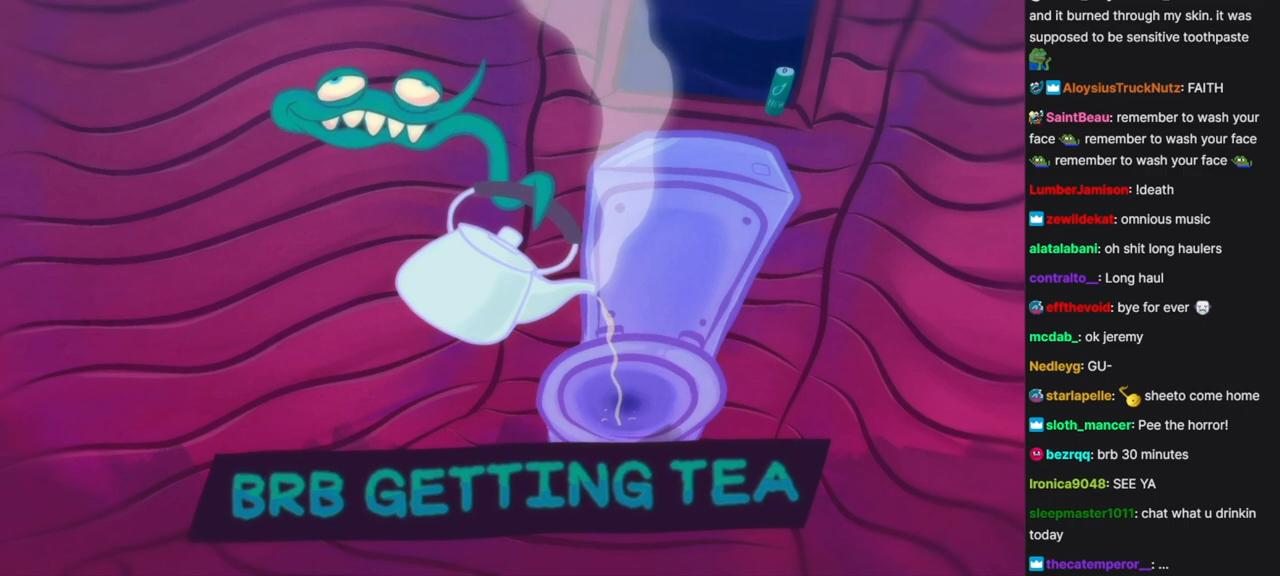 BRB GETTING TEA
and it burned through my skin. it was
supposed to be sensitive toothpaste
AloysiusTruckNutz: FAITH
SaintBeau: remember to wash your
face remember to wash your face
remember to wash your face
LumberJamison: !death
zewildekat: omnious music
alatalabani: oh shit long haulers
contralto__: Long haul
effthevoid: bye for ever
mcdab_: ok jeremy
Nedleyg: GU-
starlapelle: sheeto come home
sloth_mancer: Pee the horror!
bezrqq: brb 30 minutes
Ironica9048: SEE YA
sleepmaster1011: chat what u drinkin
today
thecatemperor__: ...